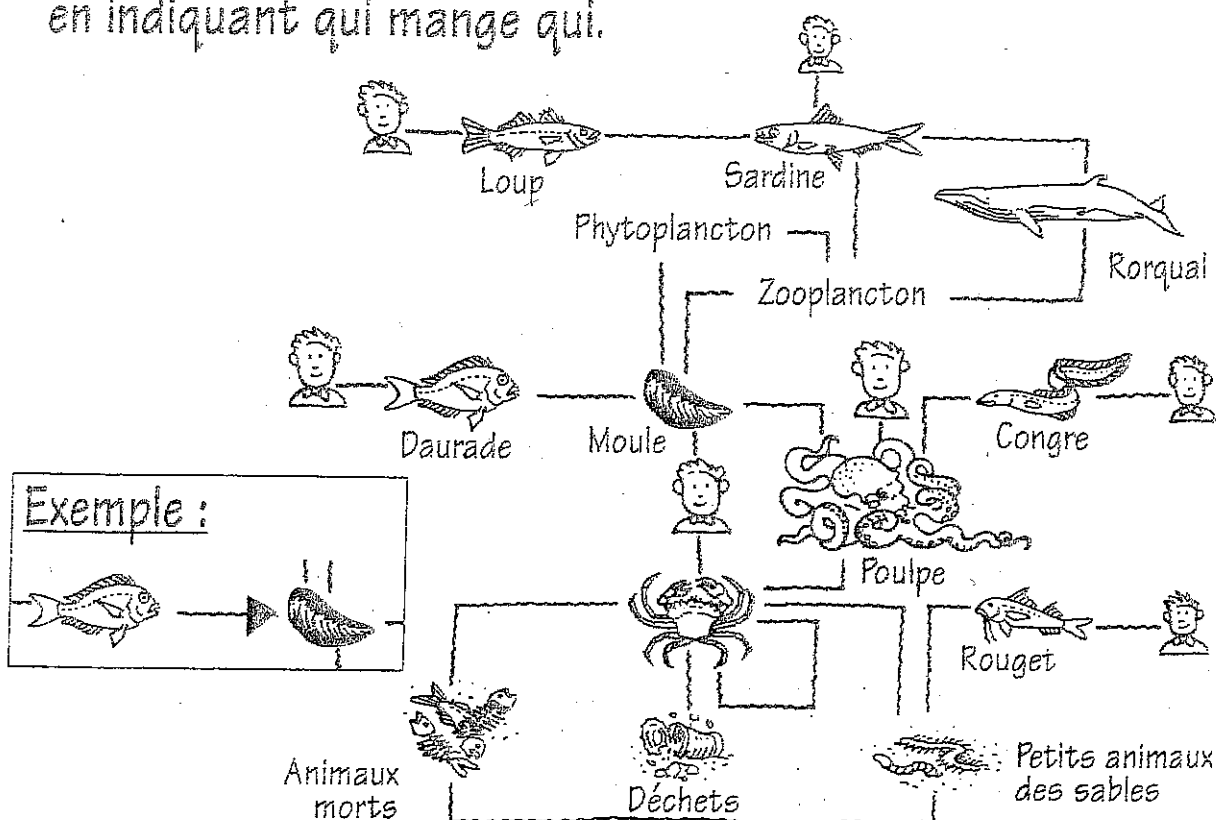 en indiquant qui mange qui.
Loup
Sardine
Phytoplancton
Rorqual
Zooplancton
Daurade
Moule
Congre
Exemple :
Poulpe
Rouget
Animaux
morts
Déchets
Petits animaux
des sables